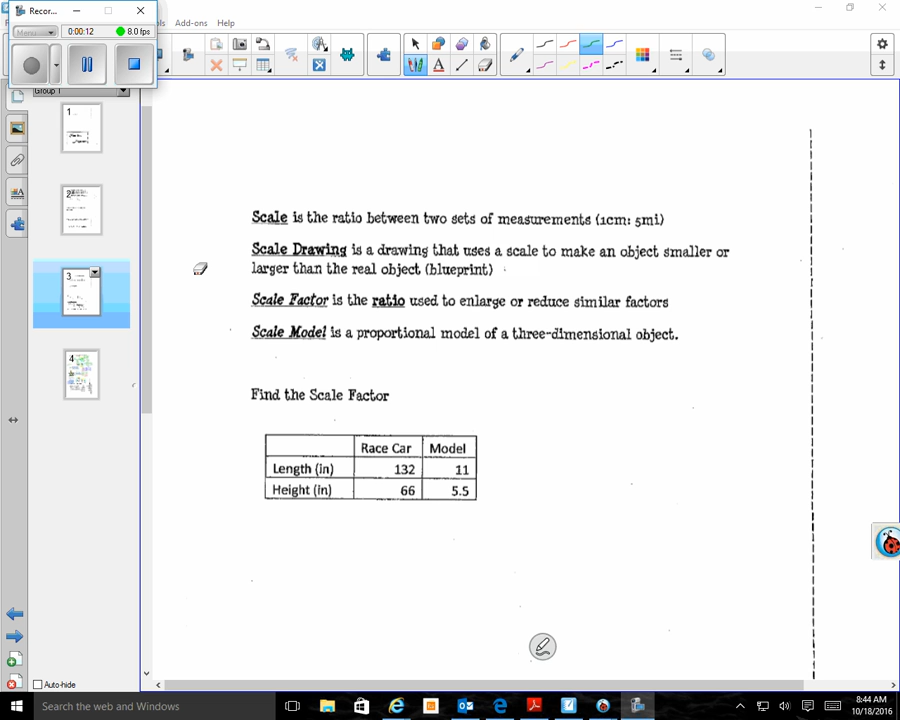 Recor...
Menu
0:00:12
8.0 fps
Add-ons
Help
Group 1
1
2
3
4
Scale is the ratio between two sets of measurements (1cm: 5mi)
Scale Drawing is a drawing that uses a scale to make an object smaller or
larger than the real object (blueprint)
Scale Factor is the ratio used to enlarge or reduce similar factors
Scale Model is a proportional model of a three-dimensional object.
Find the Scale Factor
Race Car Model
Length (in) 132 11
Height (in) 66 5.5
Auto-hide
Search the web and Windows
8:44 AM
10/18/2016